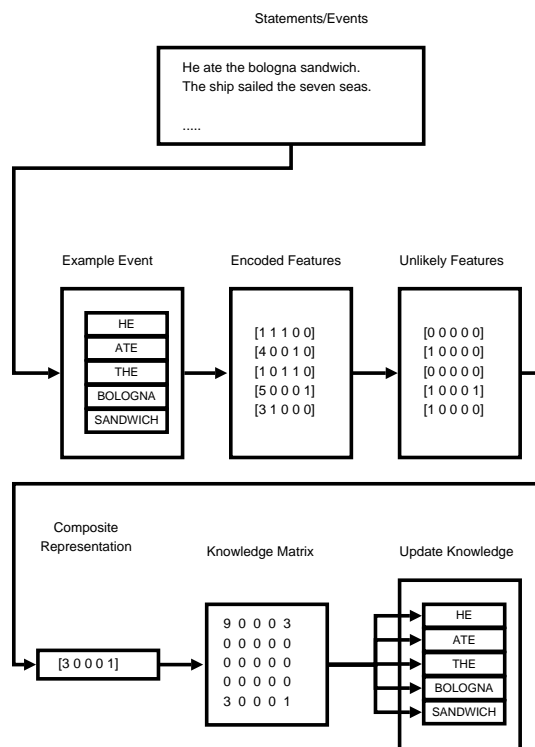 Statements/Events
He ate the bologna sandwich.
The ship sailed the seven seas.
.....
Example Event
Encoded Features
Unlikely Features
HE
ATE
THE
BOLOGNA
SANDWICH
[1 1 1 0 0]
[4 0 0 1 0]
[1 0 1 1 0]
[5 0 0 0 1]
[3 1 0 0 0]
[0 0 0 0 0]
[1 0 0 0 0]
[0 0 0 0 0]
[1 0 0 0 1]
[1 0 0 0 0]
Composite
Representation
Knowledge Matrix
Update Knowledge
[3 0 0 0 1]
9 0 0 0 3
0 0 0 0 0
0 0 0 0 0
0 0 0 0 0
3 0 0 0 1
HE
ATE
THE
BOLOGNA
SANDWICH